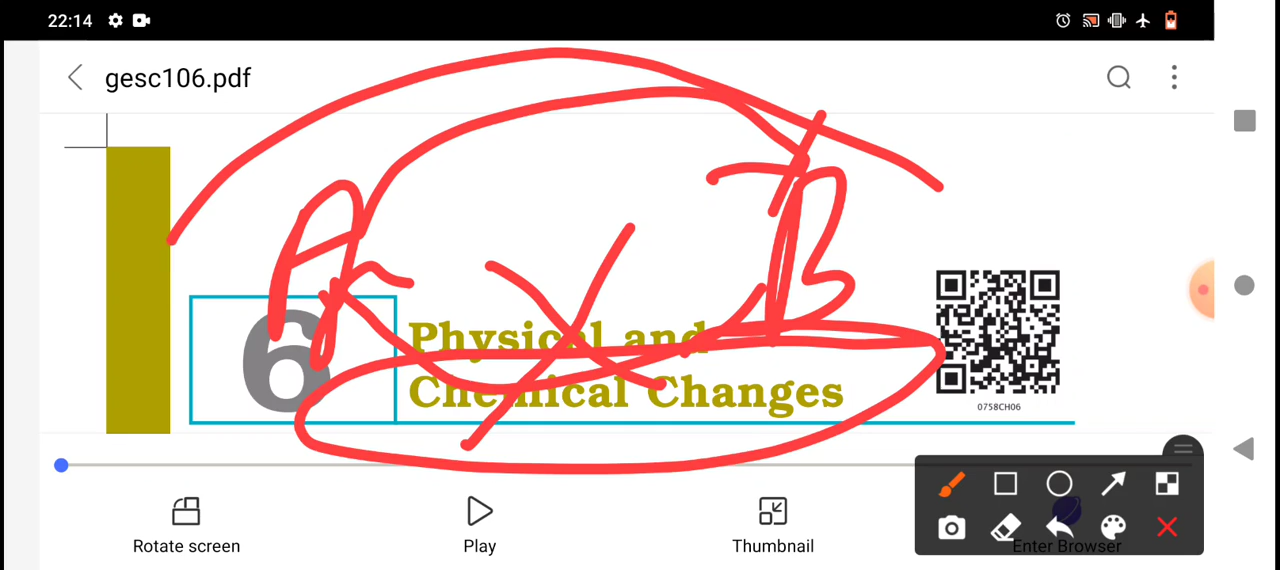 22:14
gesc106.pdf
A B
X
6
Physical and
Chemical Changes
0758CH06
Rotate screen
Play
Thumbnail
Enter Browser